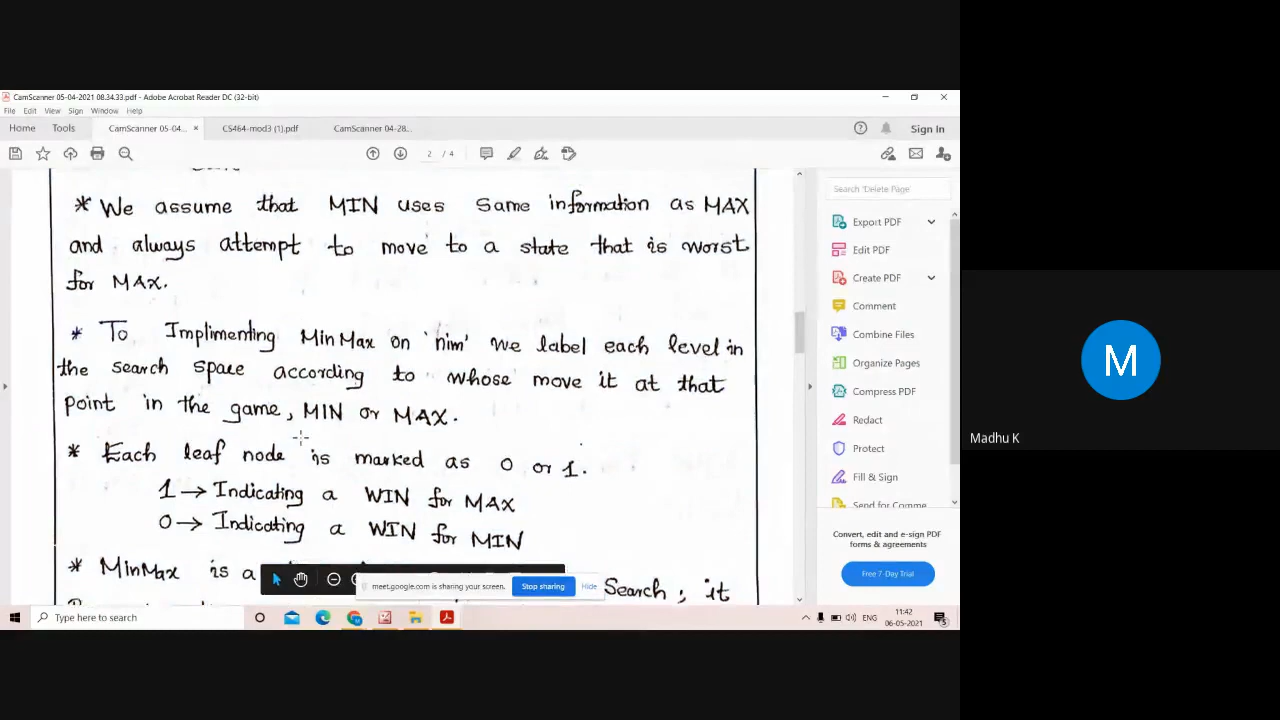 CamScanner 05-04-2021 08.34.33.pdf - Adobe Acrobat Reader DC (32-bit)
File Edit View Sign Window Help
Home Tools CamScanner 05-04... × CS464-mod3 (1).pdf CamScanner 04-28... Sign In
2 / 4
* We assume that MIN uses same information as MAX
and always attempt to move to a state that is worst
for MAX.
* To Implimenting MinMax on 'nim' we label each level in
the search space according to whose move it at that
point in the game, MIN or MAX.
* Each leaf node is marked as 0 or 1.
1 → Indicating a WIN for MAX
0 → Indicating a WIN for MIN
* MinMax is a
Search ; it
Search 'Delete Page
Export PDF
Edit PDF
Create PDF
Comment
Combine Files
Organize Pages
Compress PDF
Redact
Protect
Fill & Sign
Send for Comme
Convert, edit and e-sign PDF
forms & agreements
Free 7-Day Trial
meet.google.com is sharing your screen. Stop sharing Hide
Type here to search
ENG
11:42
06-05-2021
5
M
Madhu K